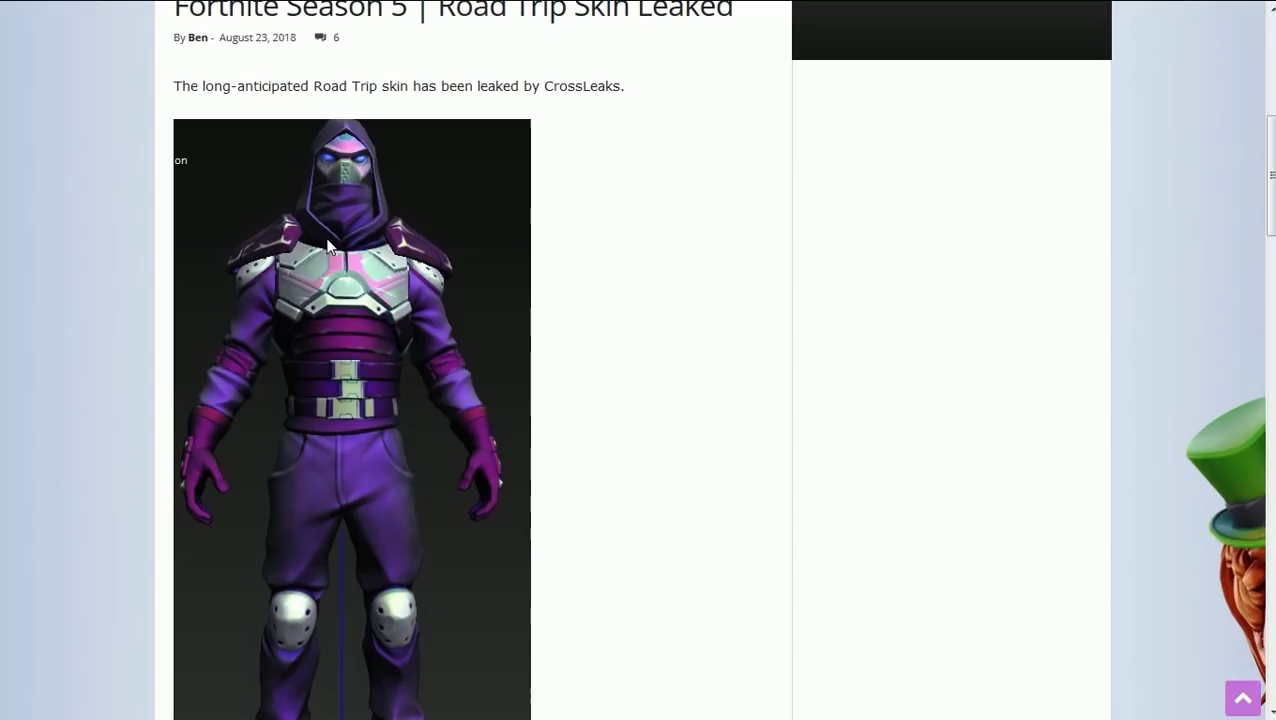 Fortnite Season 5 | Road Trip Skin Leaked
By Ben - August 23, 2018 6
The long-anticipated Road Trip skin has been leaked by CrossLeaks.
on